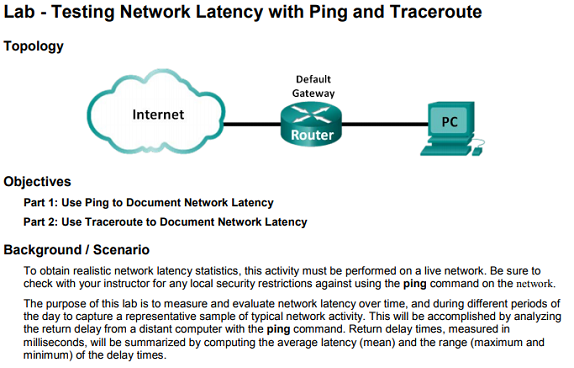 Lab - Testing Network Latency with Ping and Traceroute
Topology
Default
Gateway
Internet
Router
PC
Objectives
Part 1: Use Ping to Document Network Latency
Part 2: Use Traceroute to Document Network Latency
Background / Scenario
To obtain realistic network latency statistics, this activity must be performed on a live network. Be sure to
check with your instructor for any local security restrictions against using the ping command on the network.
The purpose of this lab is to measure and evaluate network latency over time, and during different periods of
the day to capture a representative sample of typical network activity. This will be accomplished by analyzing
the return delay from a distant computer with the ping command. Return delay times, measured in
milliseconds, will be summarized by computing the average latency (mean) and the range (maximum and
minimum) of the delay times.